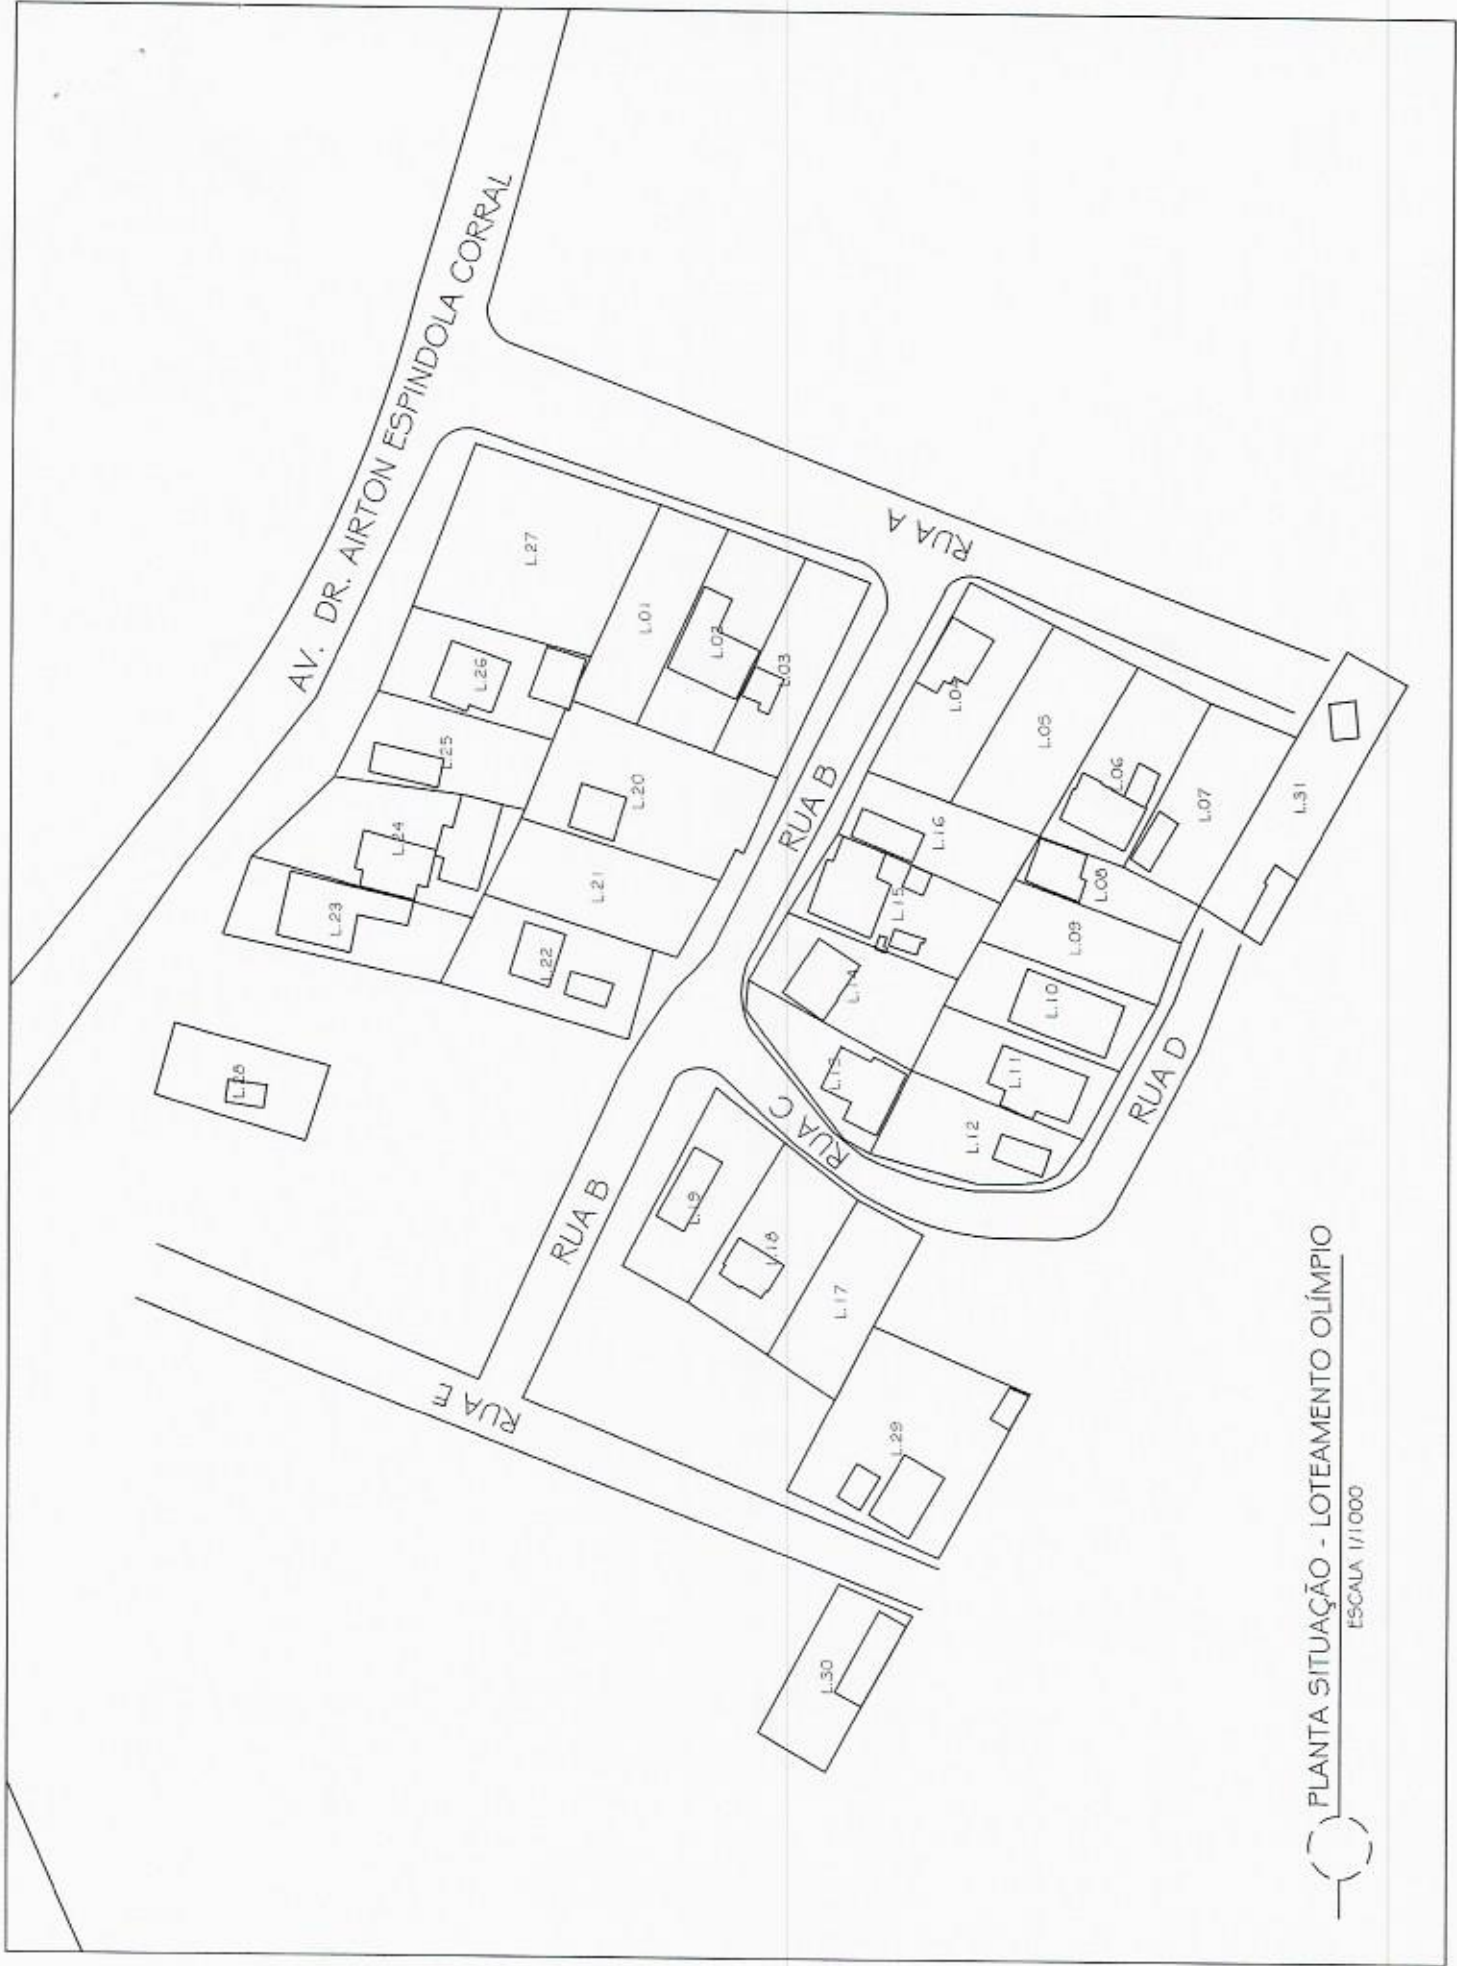 AV. DR. AIRTON ESPINDOLA CORRAL
L.27
L.26
L.01
L.02
L.03
L.25
L.24
L.23
L.20
L.21
L.22
L.28
RUA A
RUA B
L.04
L.05
L.06
L.07
L.31
L.16
L.15
L.14
L.13
L.08
L.09
L.10
L.11
L.12
RUA D
RUA C
RUA B
L.19
L.18
L.17
RUA E
L.29
L.30
PLANTA SITUAÇÃO - LOTEAMENTO OLÍMPIO
ESCALA 1/1000